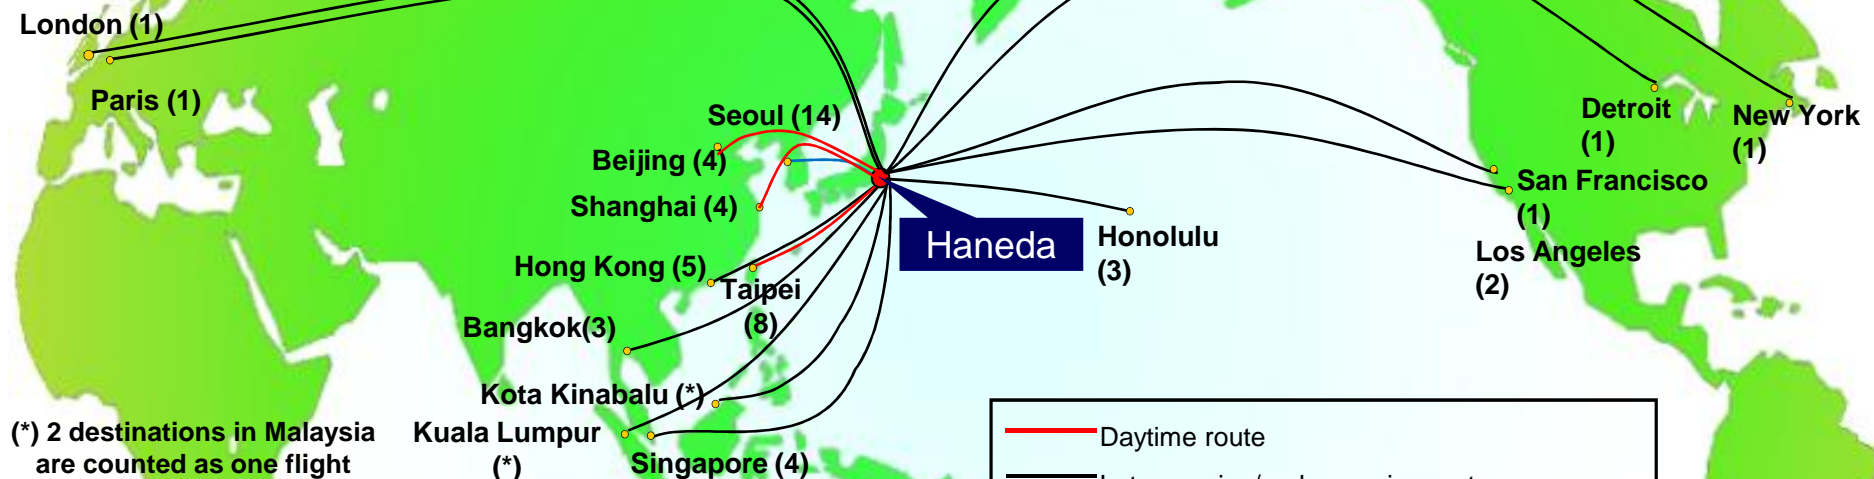 London (1)
Paris (1)
Seoul (14)
Beijing (4)
Shanghai (4)
Hong Kong (5)
Taipei
(8)
Bangkok(3)
Kota Kinabalu (*)
Kuala Lumpur
(*)
Singapore (4)
(*) 2 destinations in Malaysia
are counted as one flight
Haneda
Honolulu
(3)
Detroit
(1)
New York
(1)
San Francisco
(1)
Los Angeles
(2)
Daytime route